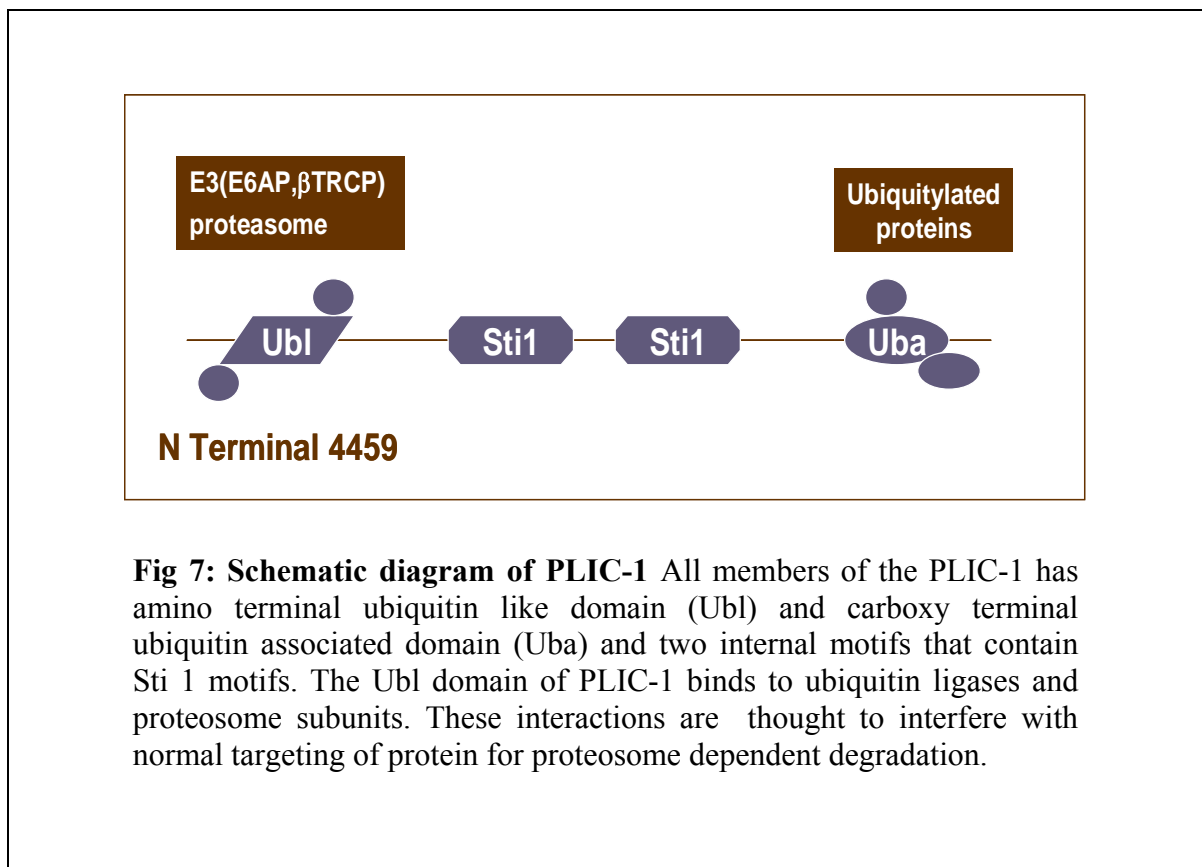 E3(E6AP,βTRCP)
proteasome
Ubiquitylated
proteins
Ubl
Sti1
Sti1
Uba
N Terminal 4459
Fig 7: Schematic diagram of PLIC-1 All members of the PLIC-1 has
amino terminal ubiquitin like domain (Ubl) and carboxy terminal
ubiquitin associated domain (Uba) and two internal motifs that contain
Sti 1 motifs. The Ubl domain of PLIC-1 binds to ubiquitin ligases and
proteosome subunits. These interactions are thought to interfere with
normal targeting of protein for proteosome dependent degradation.